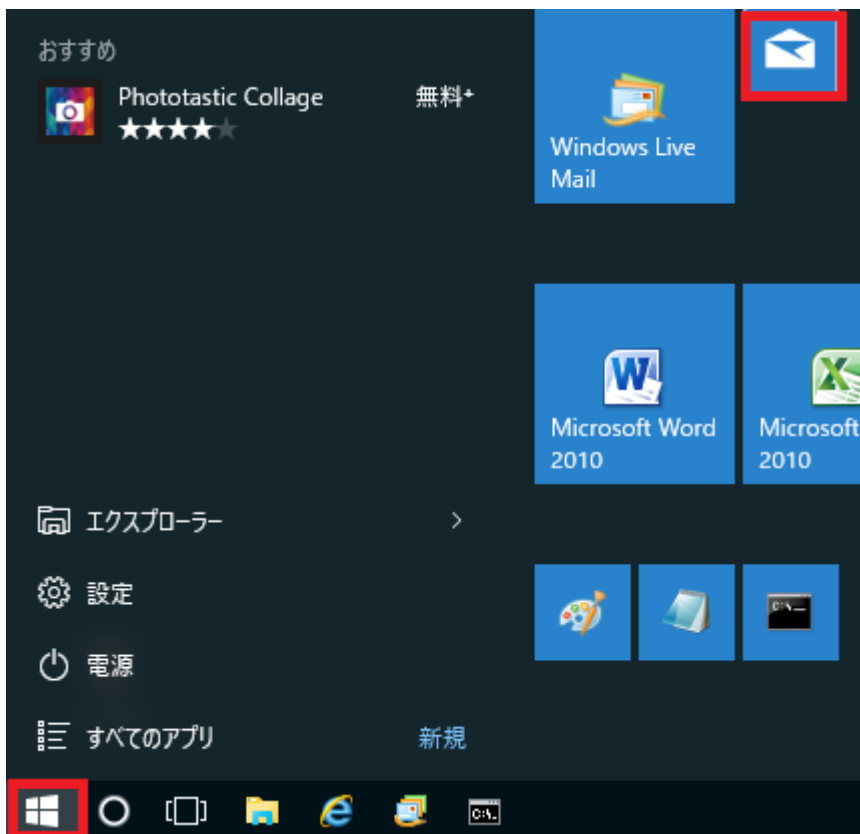 おすすめ
Phototastic Collage 無料+
Windows Live
Mail
Microsoft Word
2010
Microsoft
2010
エクスプローラー
設定
電源
すべてのアプリ 新規